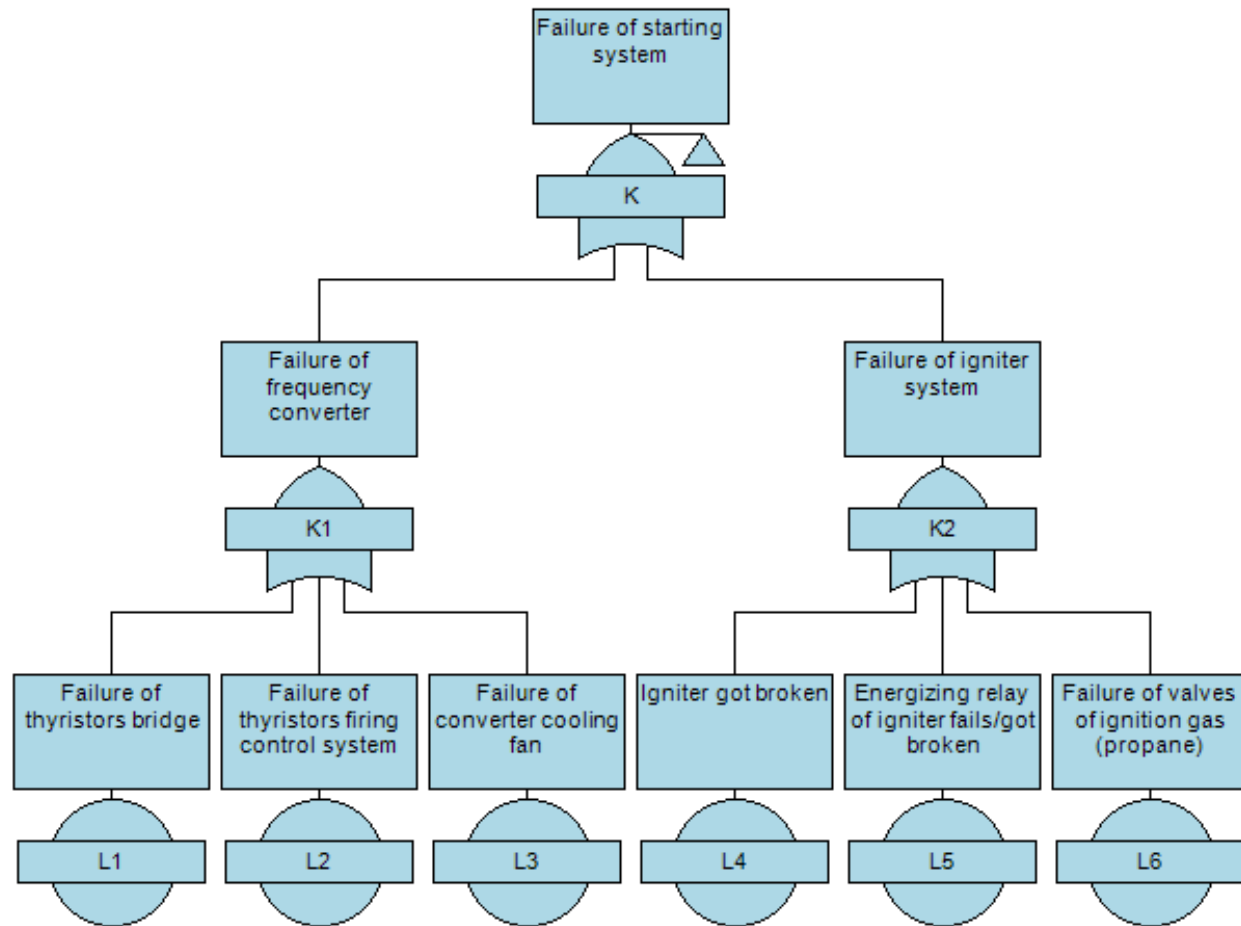 Failure of starting
system
K
Failure of
frequency
converter
Failure of igniter
system
K1
K2
Failure of
thyristors bridge
Failure of
thyristors firing
control system
Failure of
converter cooling
fan
Igniter got broken
Energizing relay
of igniter fails/got
broken
Failure of valves
of ignition gas
(propane)
L1
L2
L3
L4
L5
L6